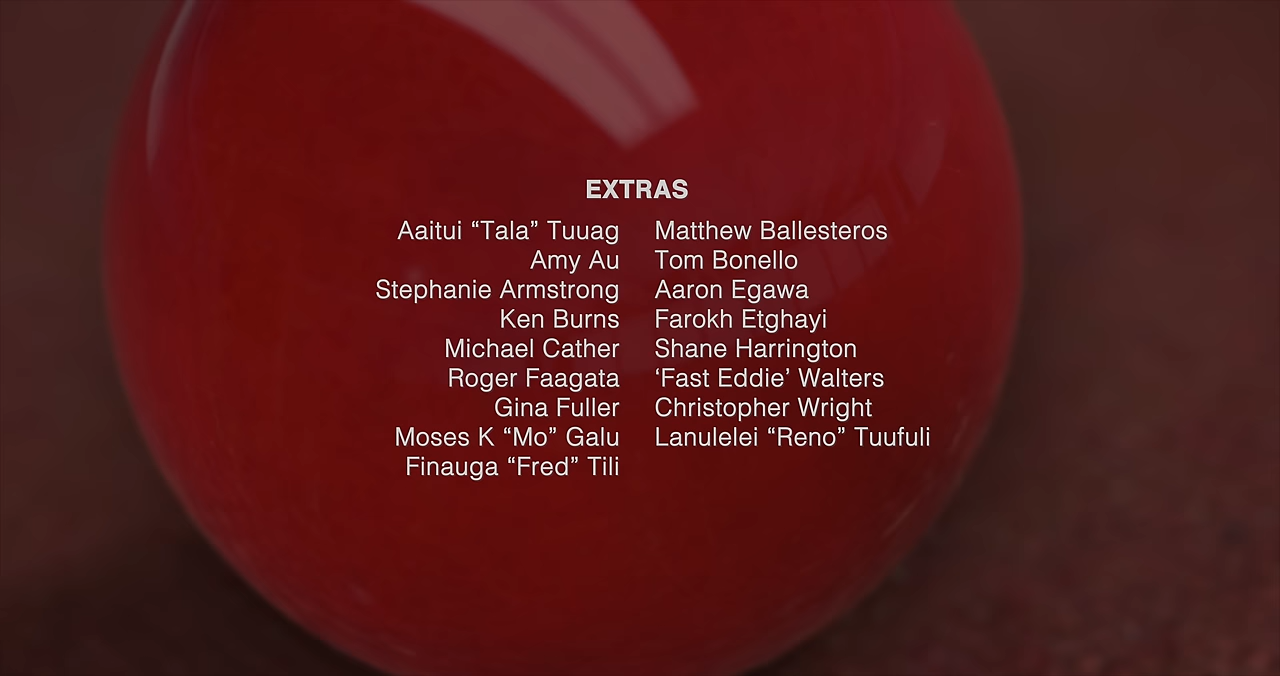 EXTRAS
Aaitui “Tala” Tuuag Matthew Ballesteros
Amy Au Tom Bonello
Stephanie Armstrong Aaron Egawa
Ken Burns Farokh Etghayi
Michael Cather Shane Harrington
Roger Faagata ‘Fast Eddie’ Walters
Gina Fuller Christopher Wright
Moses K “Mo” Galu Lanulelei “Reno” Tuufuli
Finauga “Fred” Tili